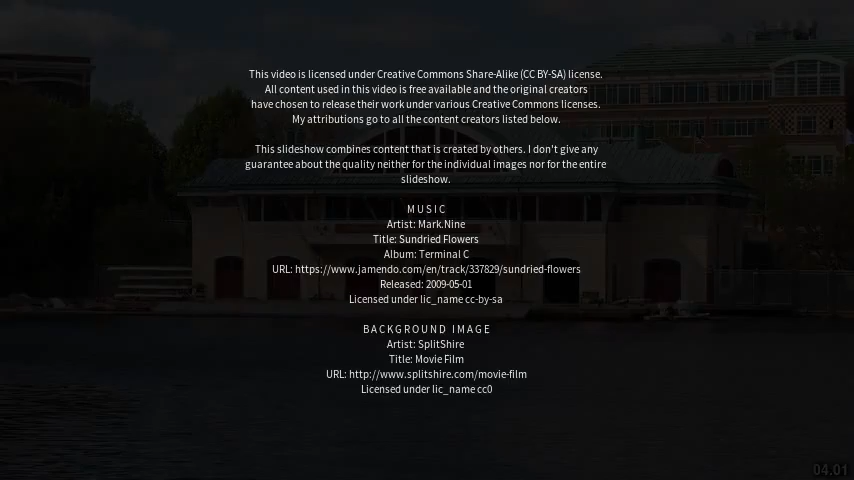 This video is licensed under Creative Commons Share-Alike (CC BY-SA) license.
All content used in this video is free available and the original creators
have chosen to release their work under various Creative Commons licenses.
My attributions go to all the content creators listed below.
This slideshow combines content that is created by others. I don't give any
guarantee about the quality neither for the individual images nor for the entire
slideshow.
MUSIC
Artist: Mark.Nine
Title: Sundried Flowers
Album: Terminal C
URL: https://www.jamendo.com/en/track/337829/sundried-flowers
Released: 2009-05-01
Licensed under lic_name cc-by-sa
BACKGROUND IMAGE
Artist: SplitShire
Title: Movie Film
URL: http://www.splitshire.com/movie-film
Licensed under lic_name cc0
04.01